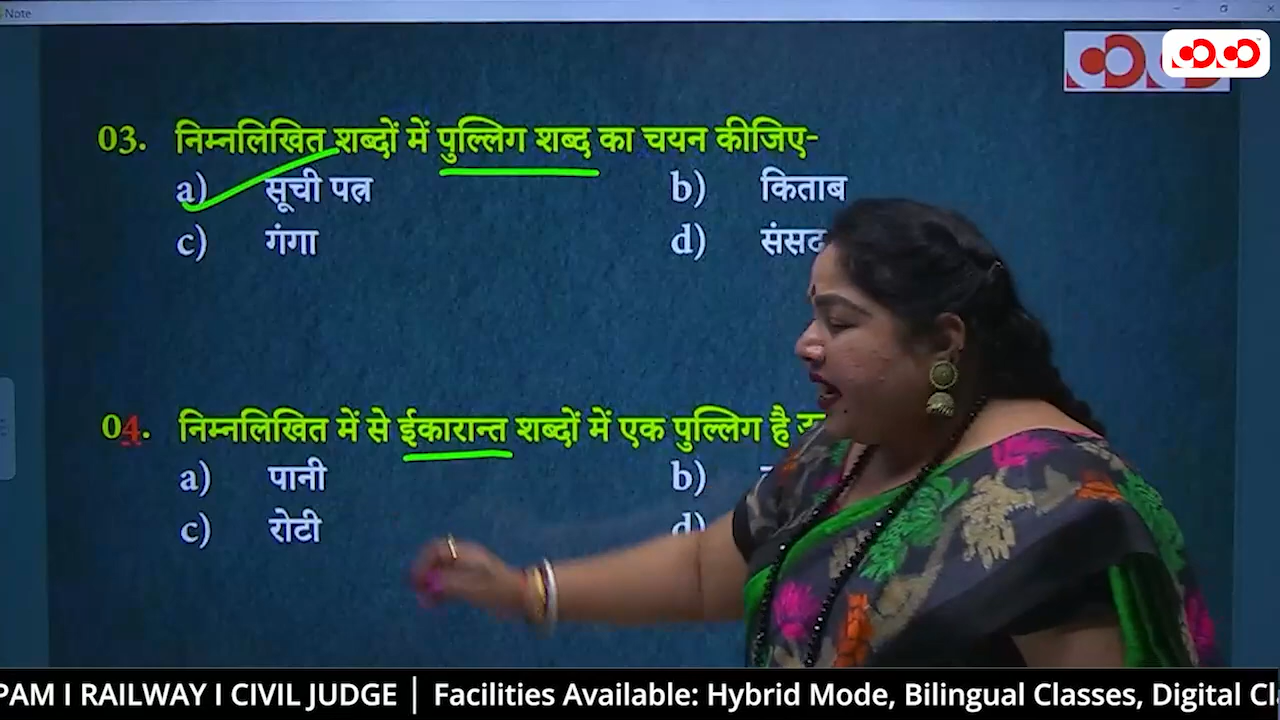 Note
03. निम्नलिखित शब्दों में पुल्लिग शब्द का चयन कीजिए-
a) सूची पत्र b) किताब
c) गंगा d) संसद
04. निम्नलिखित में से ईकारान्त शब्दों में एक पुल्लिग है
a) पानी b)
c) रोटी d)
PAM I RAILWAY I CIVIL JUDGE | Facilities Available: Hybrid Mode, Bilingual Classes, Digital Cl